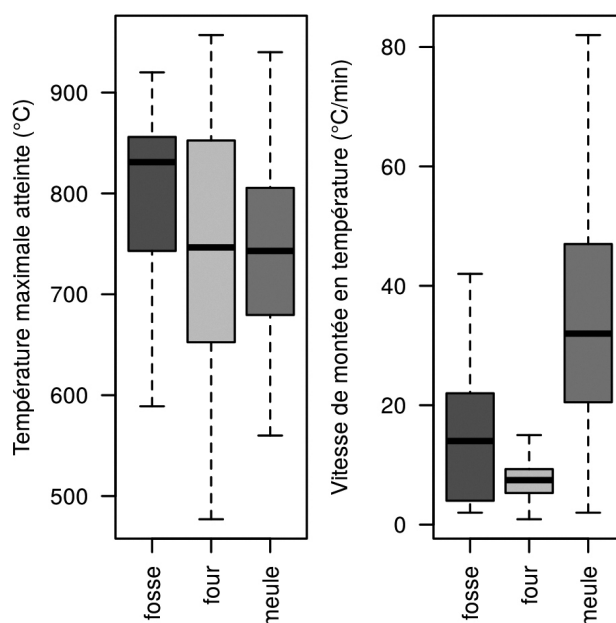 Température maximale atteinte (°C)
900
800
700
600
500
fosse
four
meule
Vitesse de montée en température (°C/min)
80
60
40
20
0
fosse
four
meule